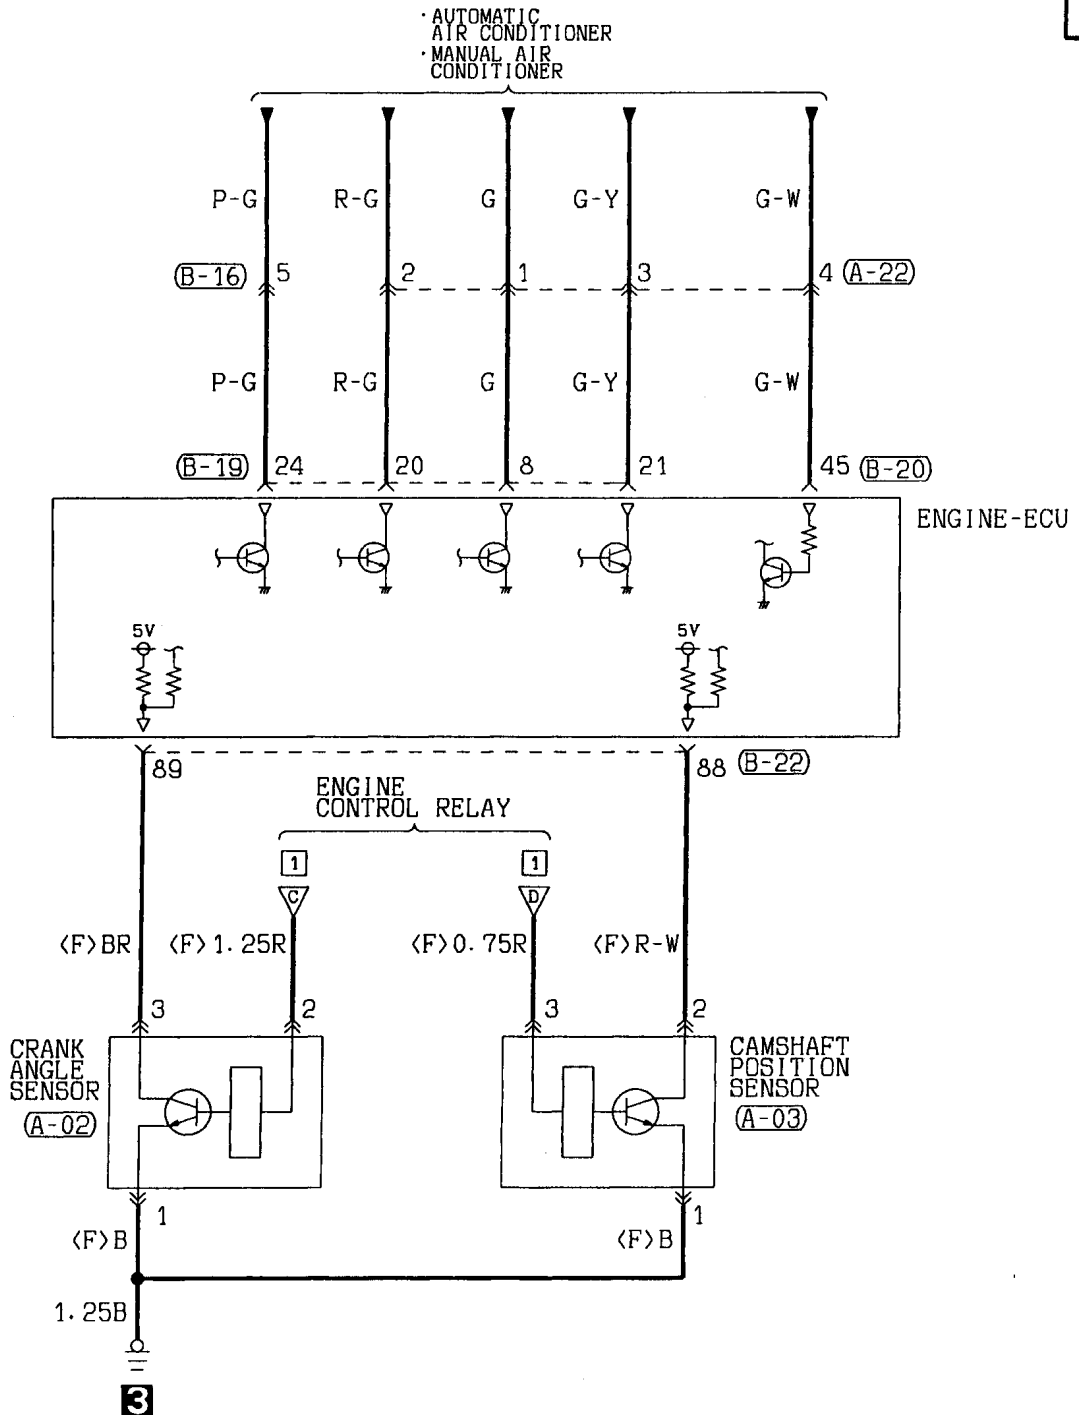 · AUTOMATIC
AIR CONDITIONER
· MANUAL AIR
CONDITIONER
P-G R-G G G-Y G-W
(B-16) 5 2 1 3 4 (A-22)
P-G R-G G G-Y G-W
(B-19) 24 20 8 21 45 (B-20)
ENGINE-ECU
5V 5V
89 88 (B-22)
ENGINE
CONTROL RELAY
1 1
C D
<F>BR <F>1.25R <F>0.75R <F>R-W
3 2 3 2
CRANK
ANGLE
SENSOR
(A-02)
CAMSHAFT
POSITION
SENSOR
(A-03)
1 1
<F>B <F>B
1.25B
3